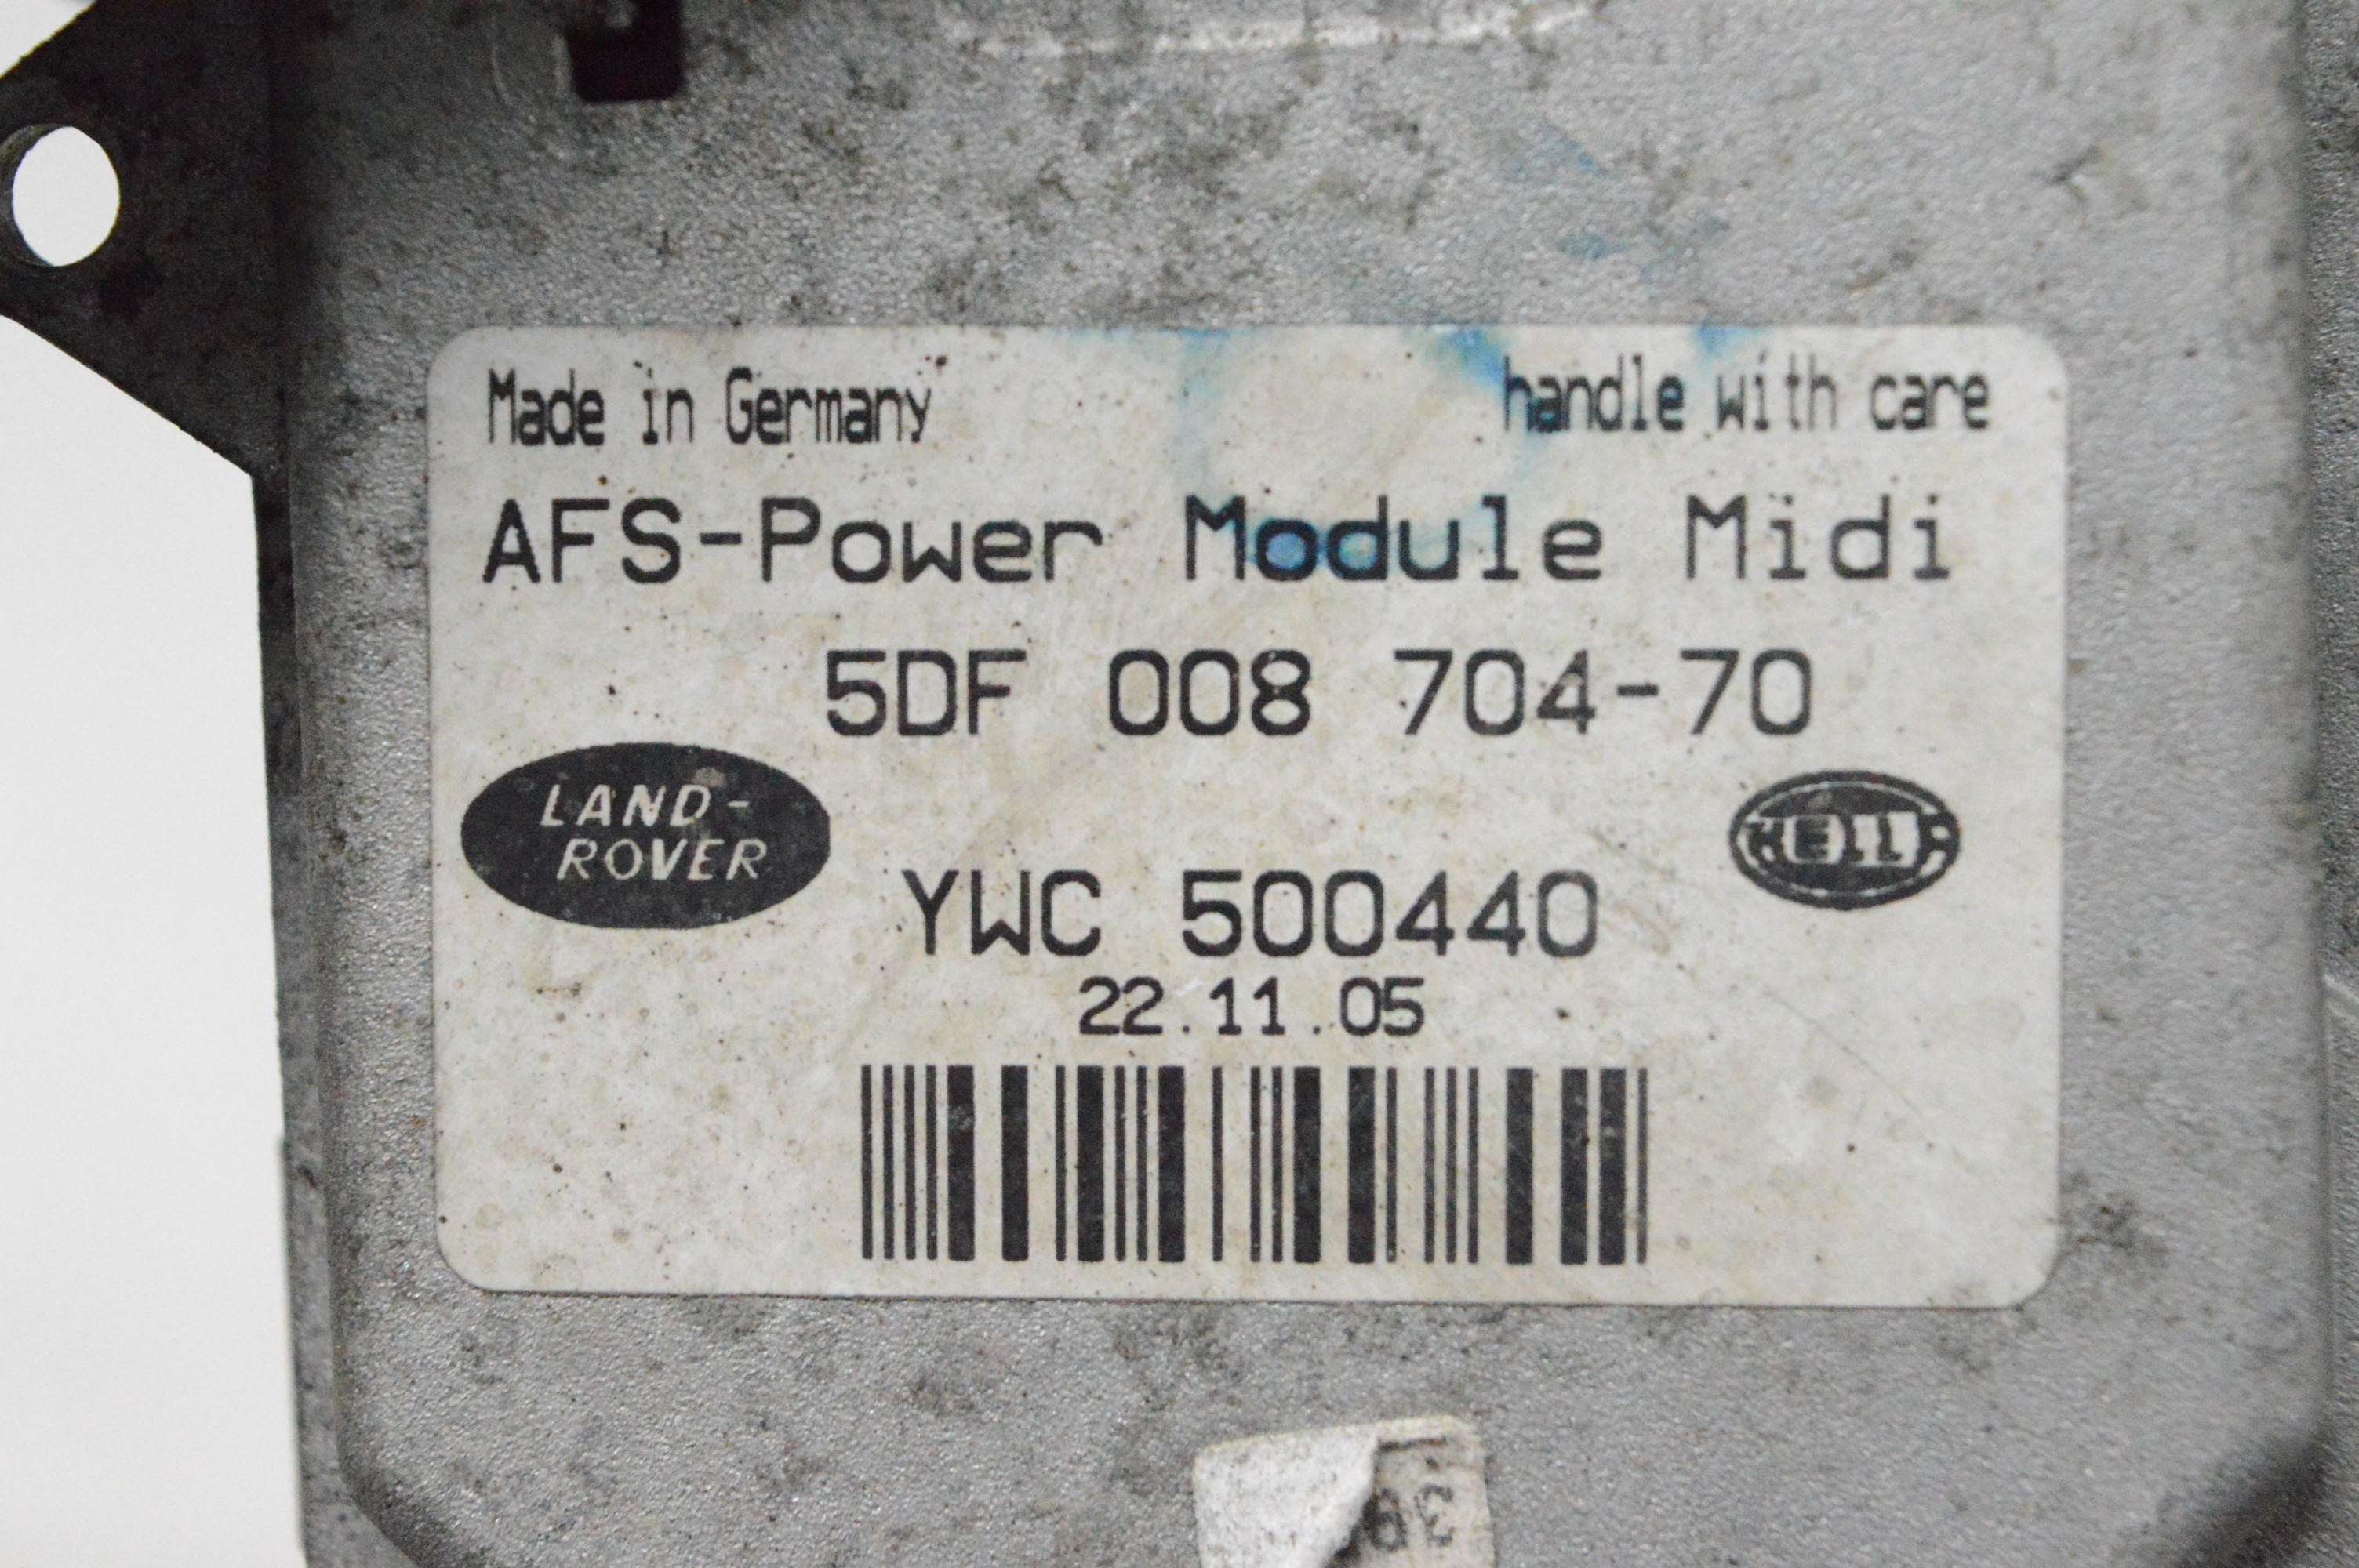 Made in Germany handle with care
AFS-Power Module Midi
5DF 008 704-70
LAND-
ROVER
HELLA
YWC 500440
22.11.05